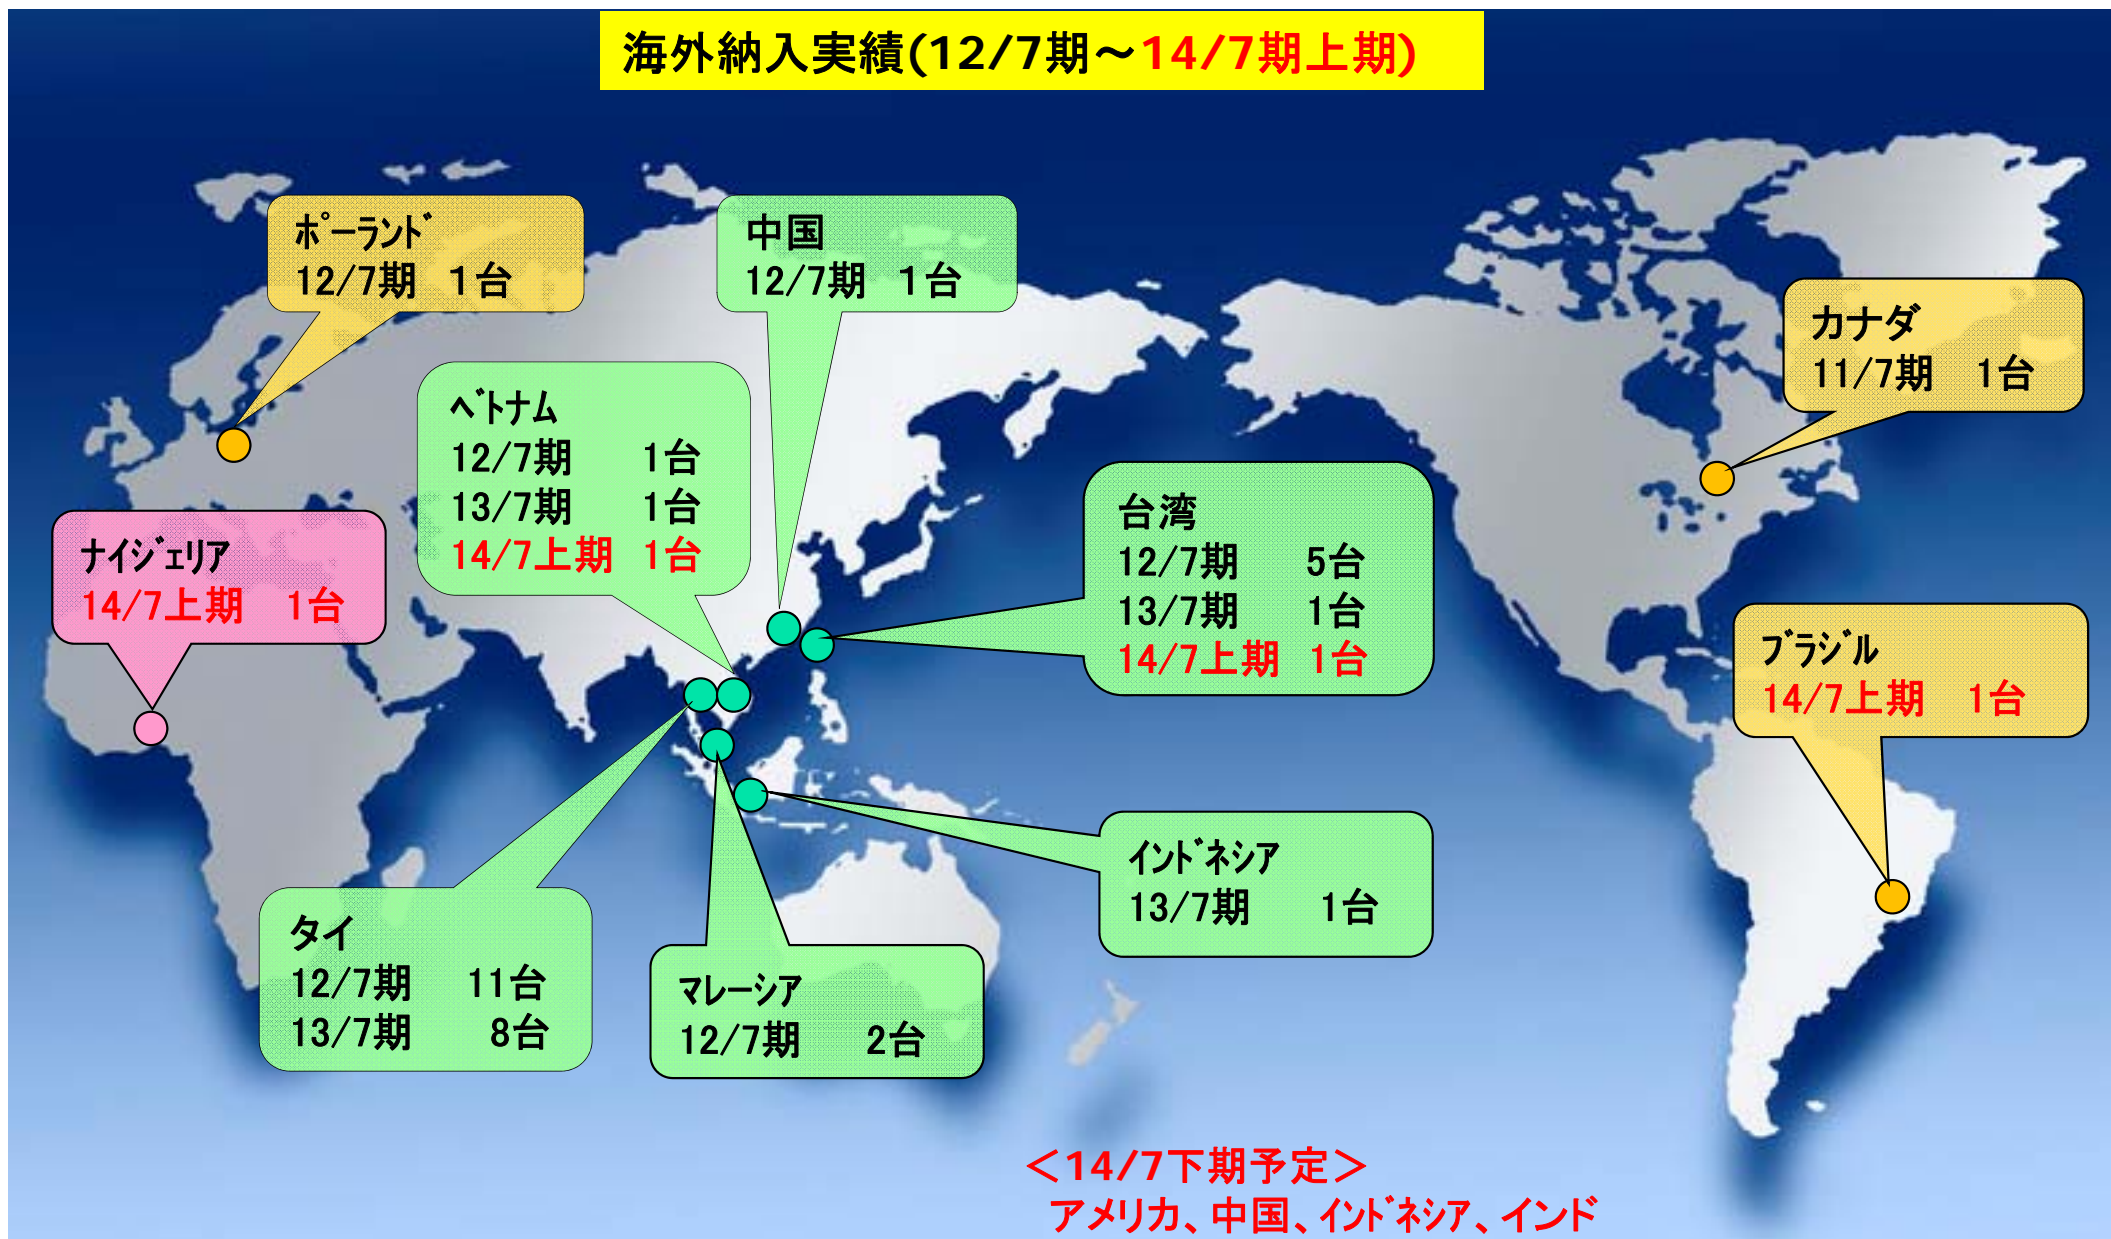 海外納入実績(12/7期～14/7期上期)
ﾎﾟｰﾗﾝﾄﾞ
12/7期 1台
中国
12/7期 1台
カナダ
11/7期 1台
ﾍﾞﾄﾅﾑ
12/7期 1台
13/7期 1台
14/7上期 1台
台湾
12/7期 5台
13/7期 1台
14/7上期 1台
ﾅｲｼﾞｪﾘｱ
14/7上期 1台
ﾌﾞﾗｼﾞﾙ
14/7上期 1台
ｲﾝﾄﾞﾈｼｱ
13/7期 1台
タイ
12/7期 11台
13/7期 8台
ﾏﾚｰｼｱ
12/7期 2台
＜14/7下期予定＞
アメリカ、中国、ｲﾝﾄﾞﾈｼｱ、インド